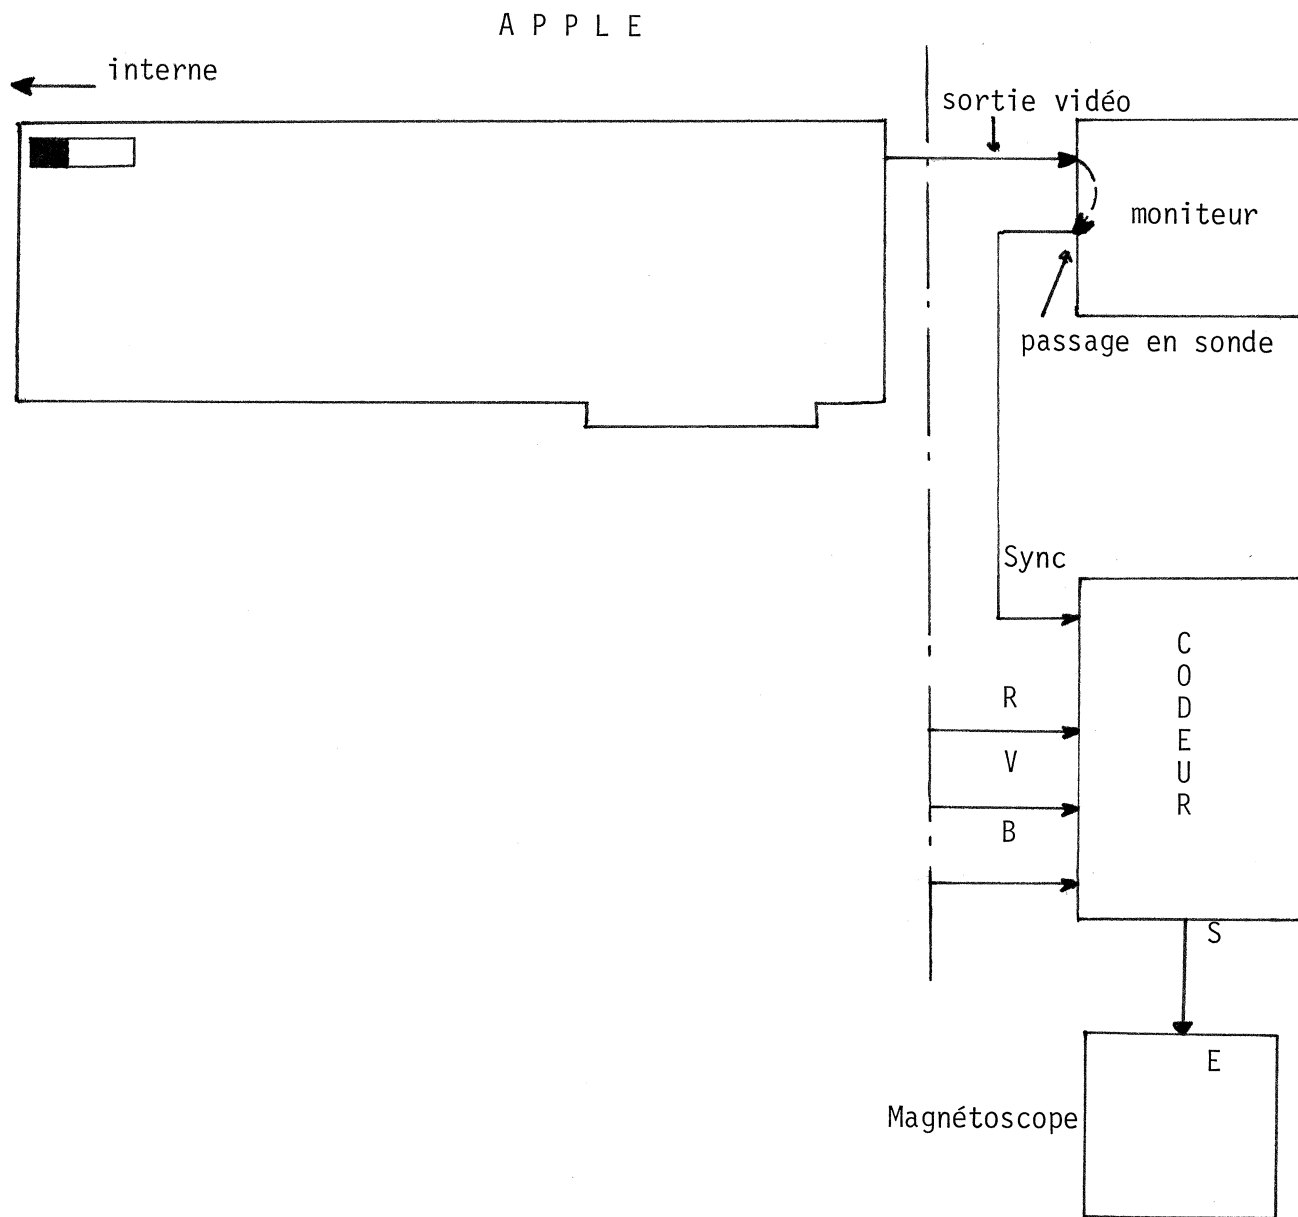 A P P L E
interne
sortie vidéo
moniteur
passage en sonde
Sync
C
O
D
E
U
R
R
V
B
S
E
Magnétoscope